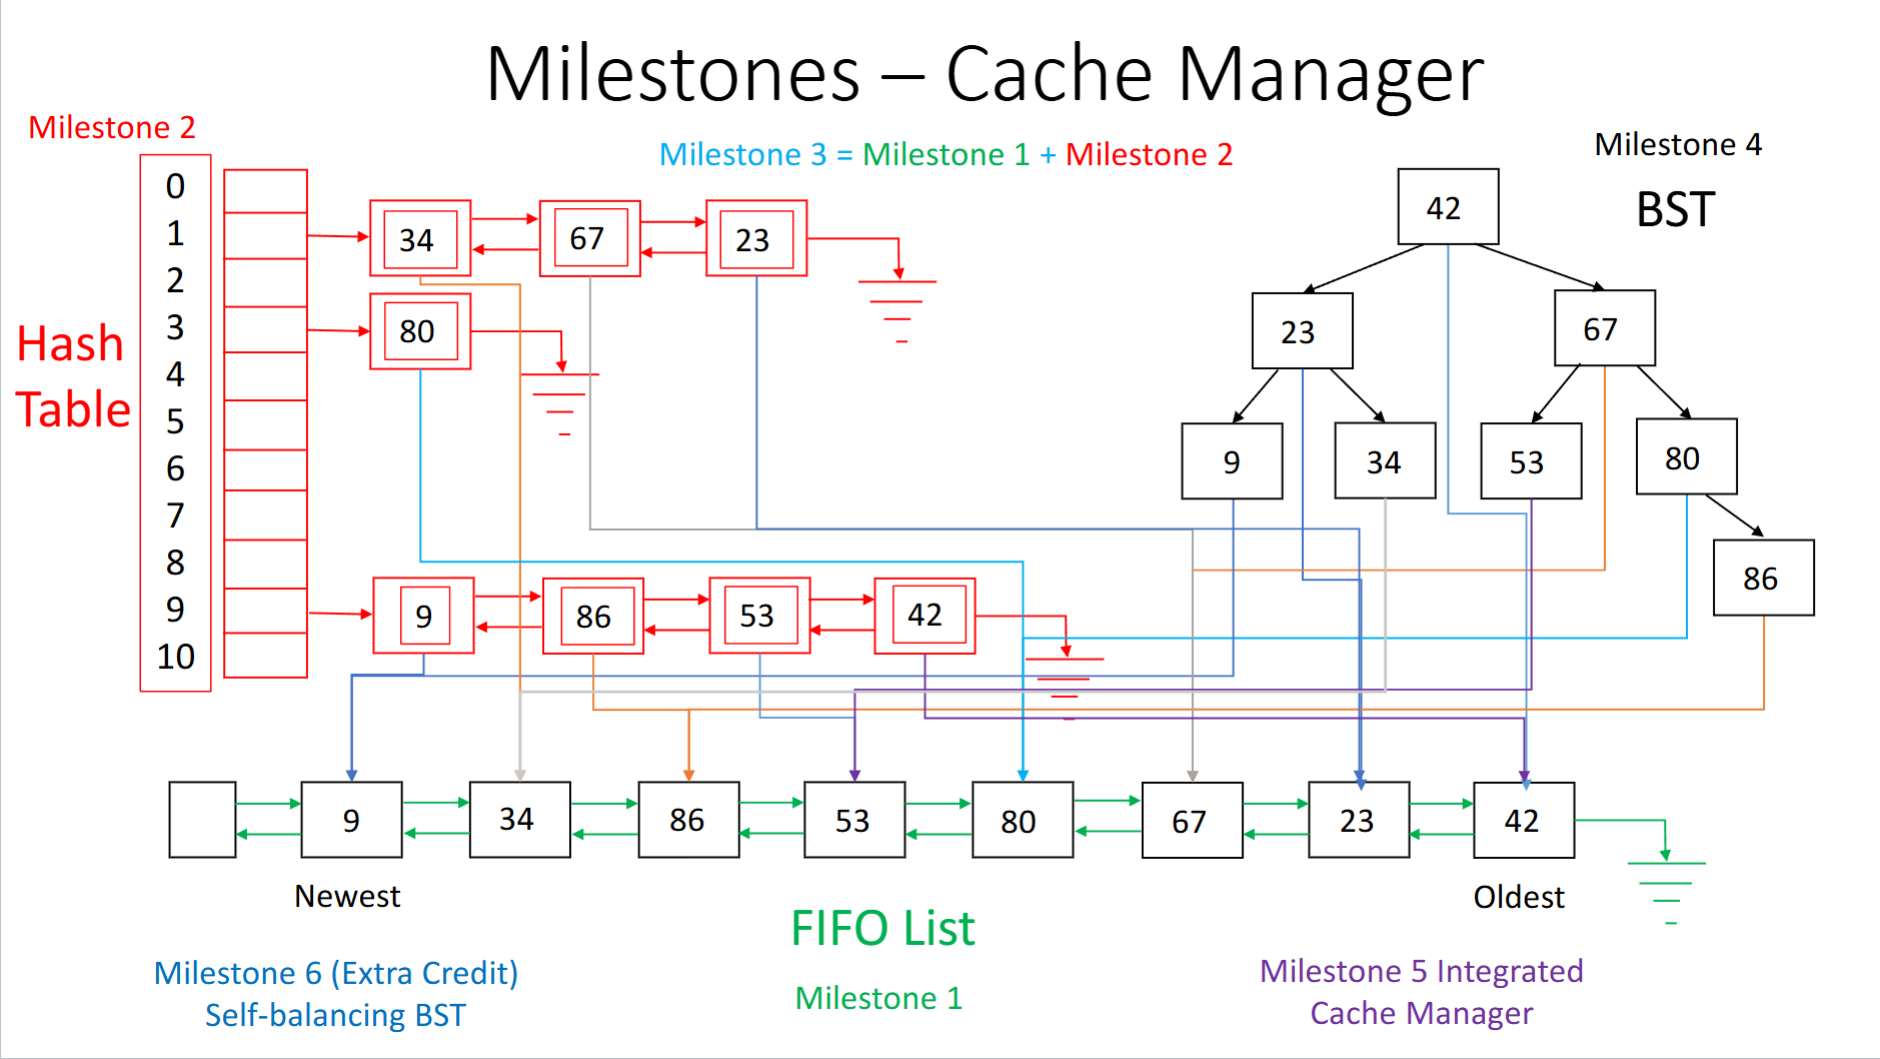 Milestones – Cache Manager
Milestone 2
Milestone 3 = Milestone 1 + Milestone 2
Milestone 4
BST
Hash
Table
0
1
2
3
4
5
6
7
8
9
10
34
67
23
80
9
86
53
42
42
23
67
9
34
53
80
86
9
34
86
53
80
67
23
42
Newest
Oldest
FIFO List
Milestone 1
Milestone 6 (Extra Credit)
Self-balancing BST
Milestone 5 Integrated
Cache Manager